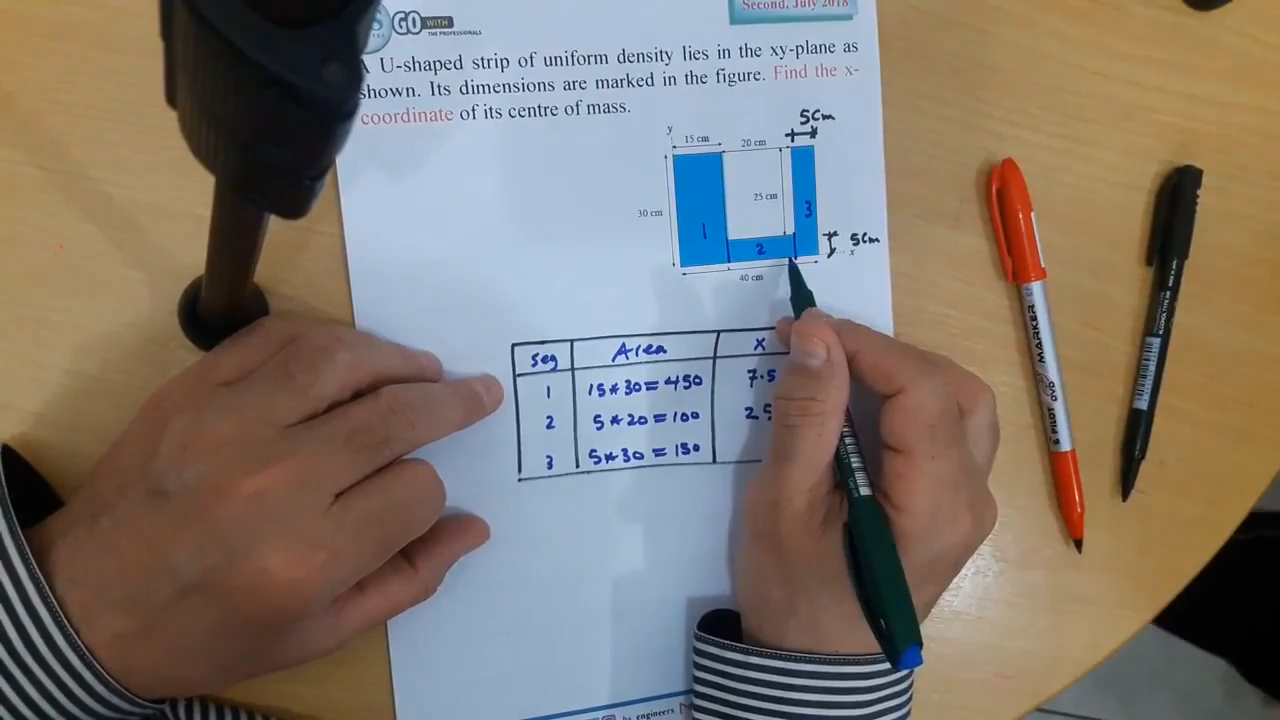 Second, July 2018
GO WITH
THE PROFESSIONALS
A U-shaped strip of uniform density lies in the xy-plane as
shown. Its dimensions are marked in the figure. Find the x-
coordinate of its centre of mass.
5cm
y
15 cm
20 cm
25 cm
30 cm
1
2
3
5cm
x
40 cm
Seg Area X
1 15*30=450 7.5
2 5*20=100 25
3 5*30=150
MARKER
PILOT
hs_engineers